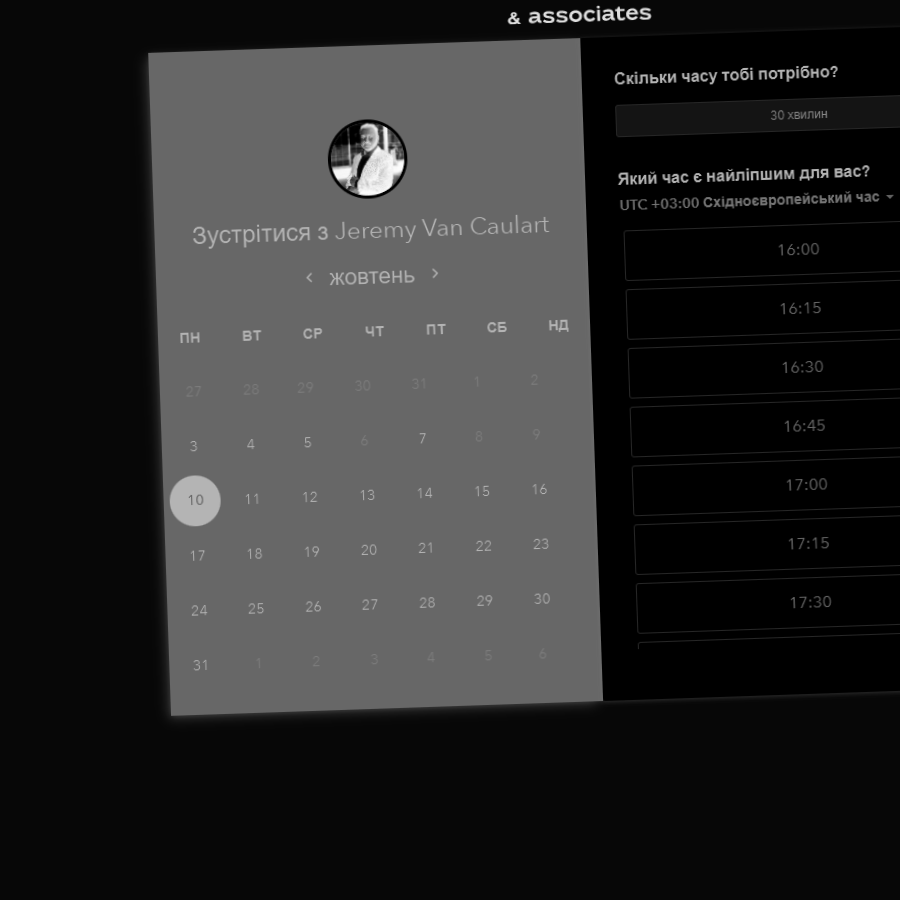 & associates
Зустрітися з Jeremy Van Caulart
жовтень
ПН ВТ СР ЧТ ПТ СБ НД
27 28 29 30 31 1 2
3 4 5 6 7 8 9
10 11 12 13 14 15 16
17 18 19 20 21 22 23
24 25 26 27 28 29 30
31 1 2 3 4 5 6
Скільки часу тобі потрібно?
30 хвилин
Який час є найліпшим для вас?
UTC +03:00 Східноєвропейський час
16:00
16:15
16:30
16:45
17:00
17:15
17:30